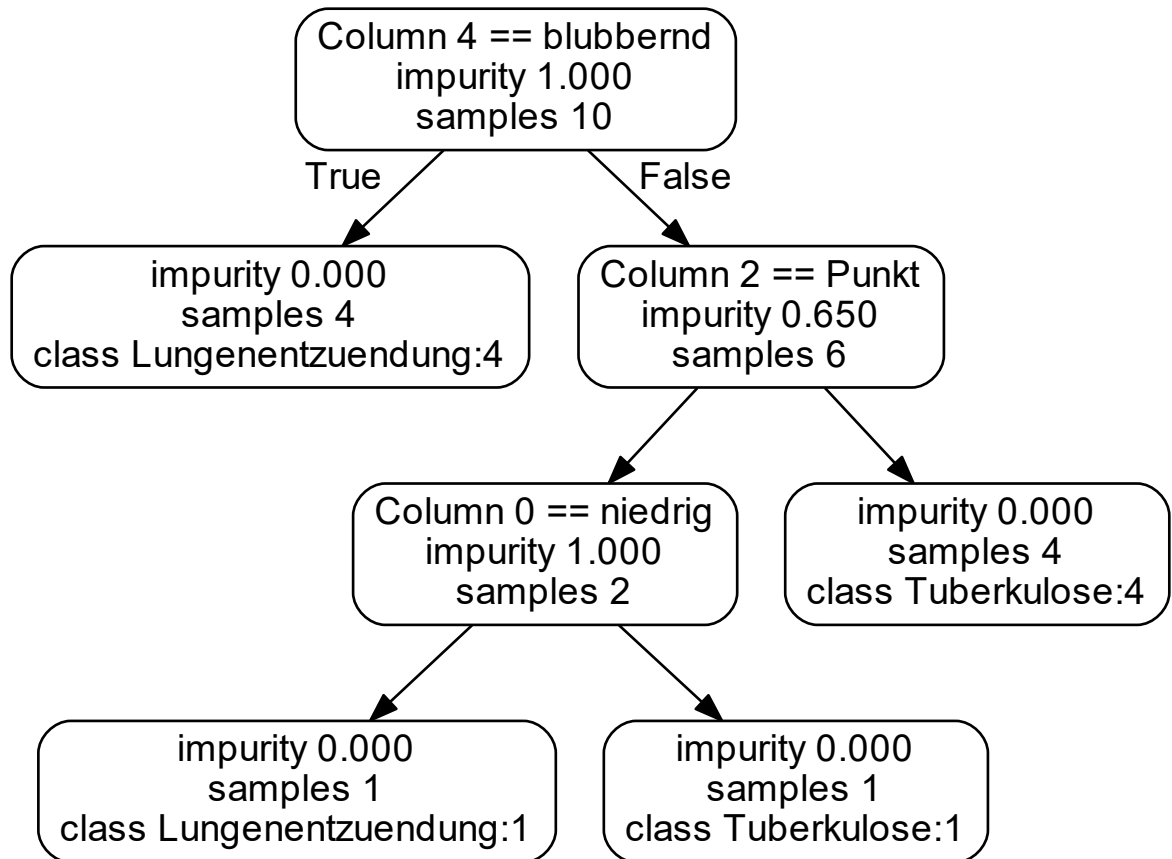 Column 4 == blubbernd
impurity 1.000
samples 10
True
False
impurity 0.000
samples 4
class Lungenentzuendung:4
Column 2 == Punkt
impurity 0.650
samples 6
Column 0 == niedrig
impurity 1.000
samples 2
impurity 0.000
samples 4
class Tuberkulose:4
impurity 0.000
samples 1
class Lungenentzuendung:1
impurity 0.000
samples 1
class Tuberkulose:1